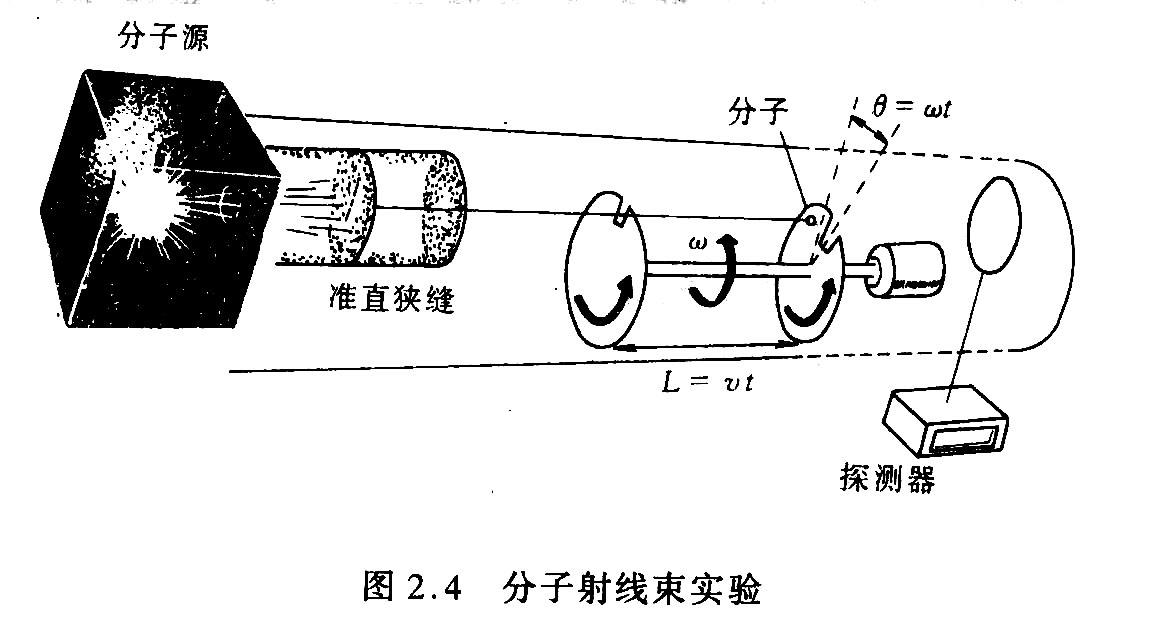 分子源
分子
θ = ωt
ω
准直狭缝
L = vt
探测器
图 2.4 分子射线束实验